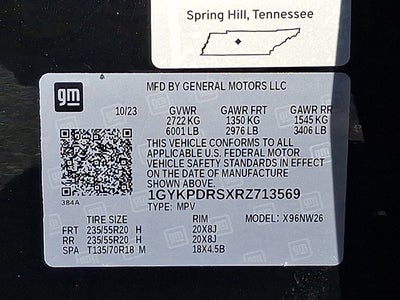 Spring Hill, Tennessee
gm
MFD BY GENERAL MOTORS LLC
10/23 GVWR GAWR FRT GAWR RR
2722 KG 1350 KG 1545 KG
6001 LB 2976 LB 3406 LB
THIS VEHICLE CONFORMS TO ALL
APPLICABLE U.S. FEDERAL MOTOR
VEHICLE SAFETY STANDARDS IN EFFECT
ON THE DATE OF MANUFACTURE
SHOWN ABOVE.
3B4A
1GYKPDRSXRZ713569
TYPE: MPV
TIRE SIZE RIM MODEL: X96NW26
FRT 235/55R20 H 20X8J
RR 235/55R20 H 20X8J
SPA T135/70R18 M 18X4.5B